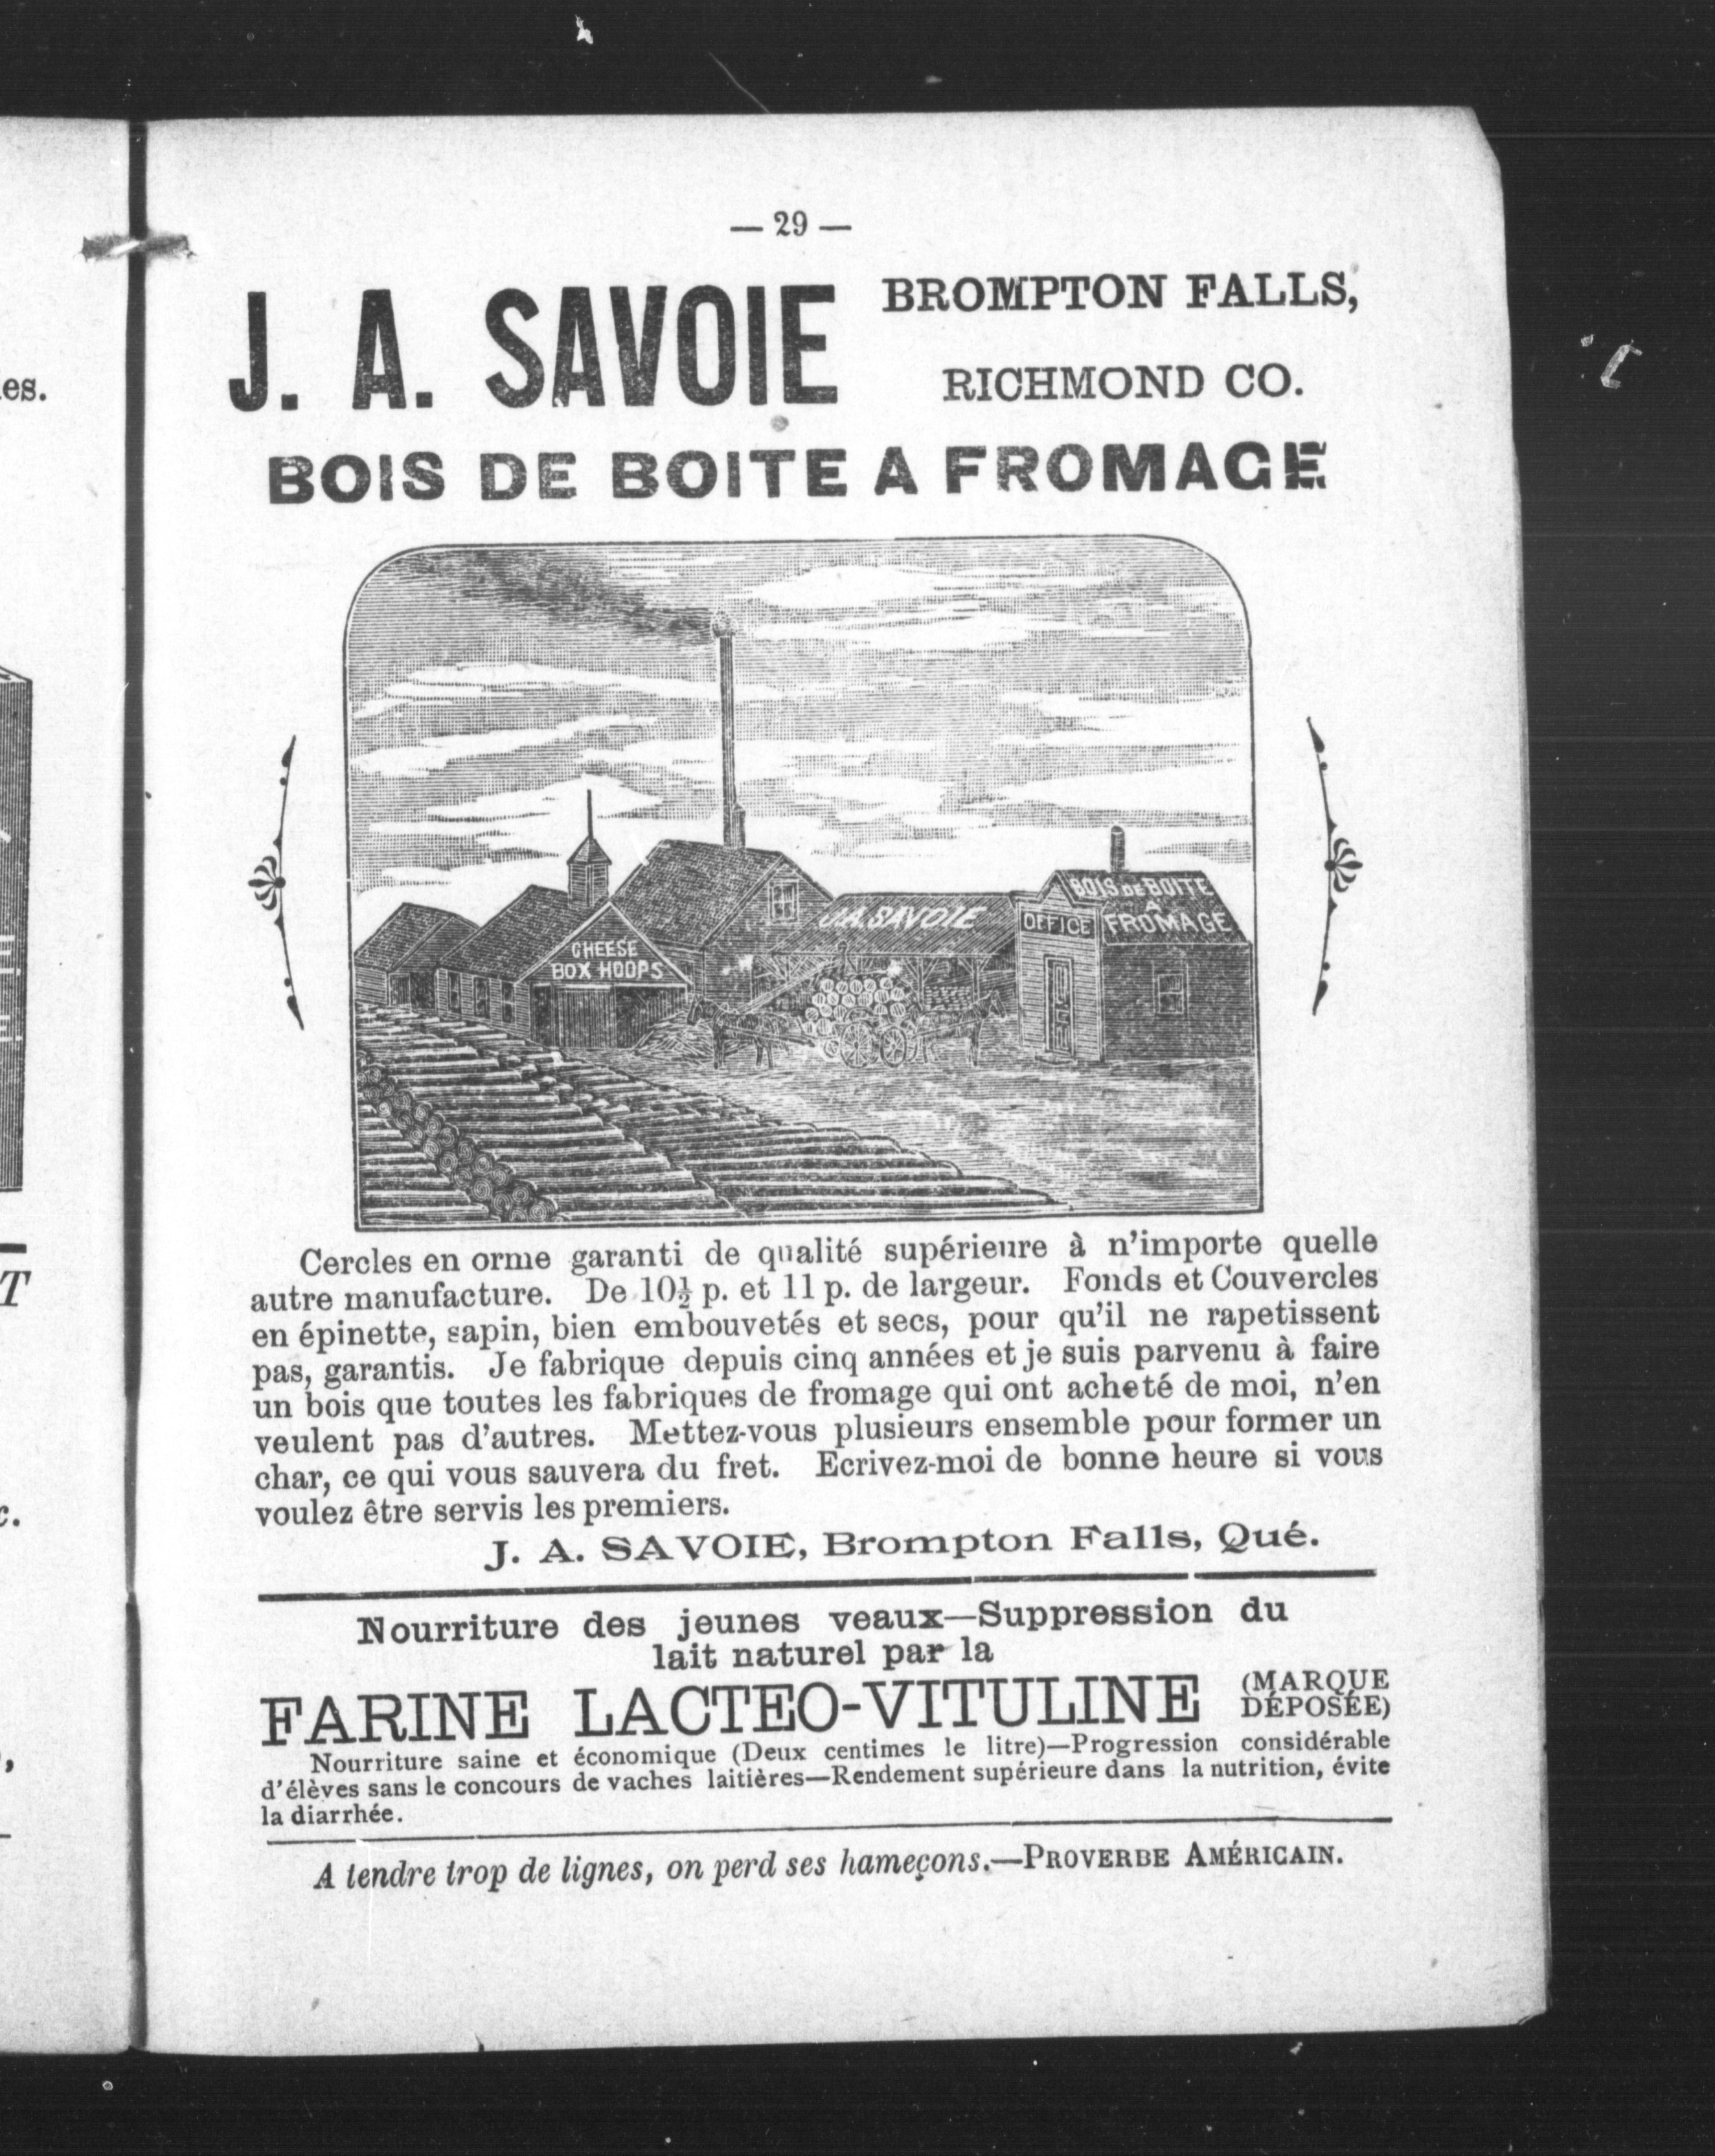 — 29 —
J. A. SAVOIE
BROMPTON FALLS,
RICHMOND CO.
BOIS DE BOITE A FROMAGE
CHEESE
BOX HOOPS
J.A. SAVOIE
OFFICE
BOIS DE BOITE
A
FROMAGE
Cercles en orme garanti de qualité supérieure à n'importe quelle
autre manufacture. De 10½ p. et 11 p. de largeur. Fonds et Couvercles
en épinette, sapin, bien embouvetés et secs, pour qu'il ne rapetissent
pas, garantis. Je fabrique depuis cinq années et je suis parvenu à faire
un bois que toutes les fabriques de fromage qui ont acheté de moi, n'en
veulent pas d'autres. Mettez-vous plusieurs ensemble pour former un
char, ce qui vous sauvera du fret. Ecrivez-moi de bonne heure si vous
voulez être servis les premiers.
J. A. SAVOIE, Brompton Falls, Qué.
Nourriture des jeunes veaux—Suppression du
lait naturel par la
FARINE LACTEO-VITULINE (MARQUE
DÉPOSÉE)
Nourriture saine et économique (Deux centimes le litre)—Progression considérable
d'élèves sans le concours de vaches laitières—Rendement supérieure dans la nutrition, évite
la diarrhée.
A tendre trop de lignes, on perd ses hameçons.—PROVERBE AMÉRICAIN.